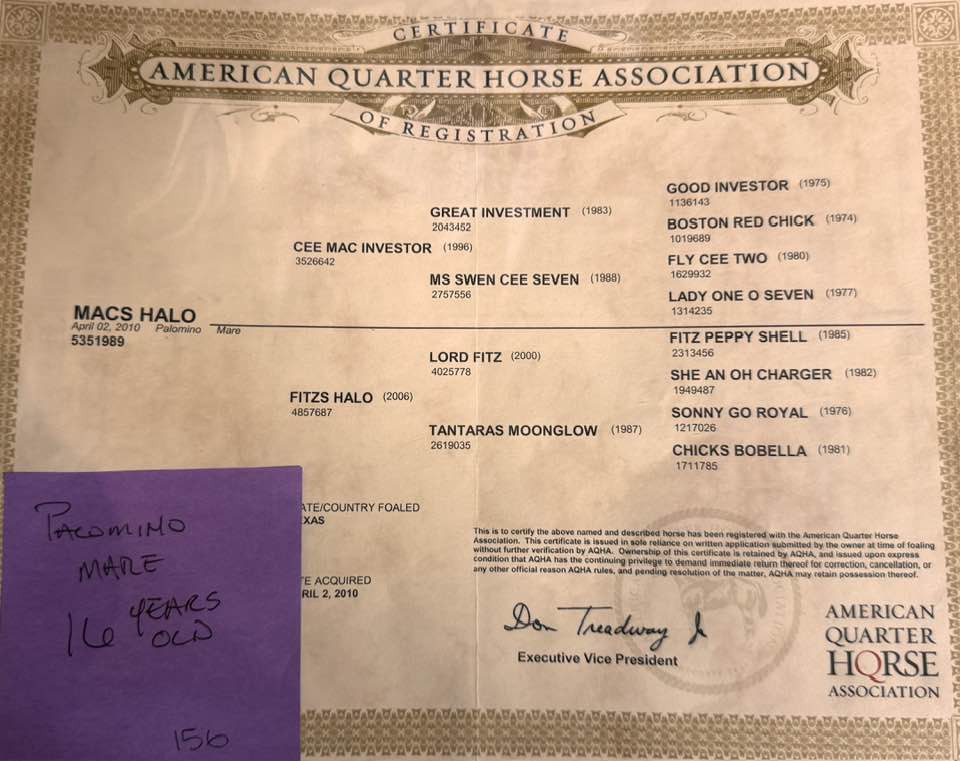 CERTIFICATE
AMERICAN QUARTER HORSE ASSOCIATION
OF REGISTRATION
GOOD INVESTOR (1975)
1136143
GREAT INVESTMENT (1983)
2043452
BOSTON RED CHICK (1974)
1019689
CEE MAC INVESTOR (1996)
3526642
FLY CEE TWO (1980)
1629932
MS SWEN CEE SEVEN (1988)
2757556
LADY ONE O SEVEN (1977)
1314235
MACS HALO
April 02, 2010 Palomino Mare
5351989
FITZ PEPPY SHELL (1985)
2313456
LORD FITZ (2000)
4025778
SHE AN OH CHARGER (1982)
1949487
FITZS HALO (2006)
4857687
SONNY GO ROYAL (1976)
1217026
TANTARAS MOONGLOW (1987)
2619035
CHICKS BOBELLA (1981)
1711785
ATE/COUNTRY FOALED
EXAS
TE ACQUIRED
RIL 2, 2010
This is to certify the above named and described horse has been registered with the American Quarter Horse
Association. This certificate is issued in sole reliance on written application submitted by the owner at time of foaling
without further verification by AQHA. Ownership of this certificate is retained by AQHA, and issued upon express
condition that AQHA has the continuing privilege to demand immediate return thereof for correction, cancellation, or
any other official reason AQHA rules, and pending resolution of the matter, AQHA may retain possession thereof.
Don Treadway Jr
Executive Vice President
AMERICAN
QUARTER
HORSE
ASSOCIATION
PALOMINO
MARE
16 YEARS
OLD
156